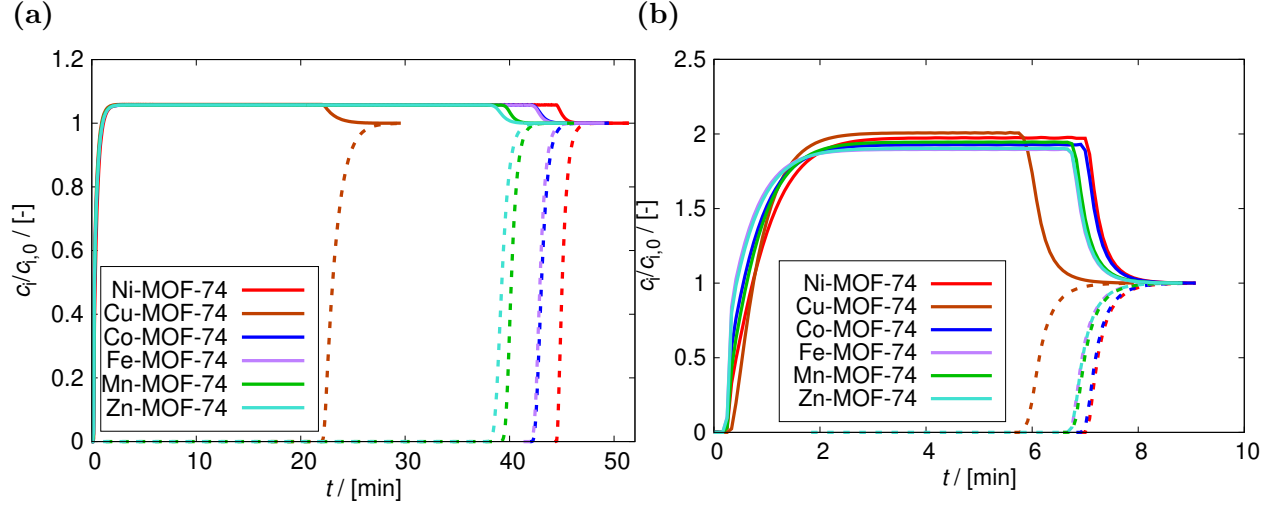 (a)
1.2
1
0.8
0.6
0.4
0.2
0
0 10 20 30 40 50
c_i/c_{i,0} / [-]
t / [min]
Ni-MOF-74
Cu-MOF-74
Co-MOF-74
Fe-MOF-74
Mn-MOF-74
Zn-MOF-74
(b)
2.5
2
1.5
1
0.5
0
0 2 4 6 8 10
c_i/c_{i,0} / [-]
t / [min]
Ni-MOF-74
Cu-MOF-74
Co-MOF-74
Fe-MOF-74
Mn-MOF-74
Zn-MOF-74